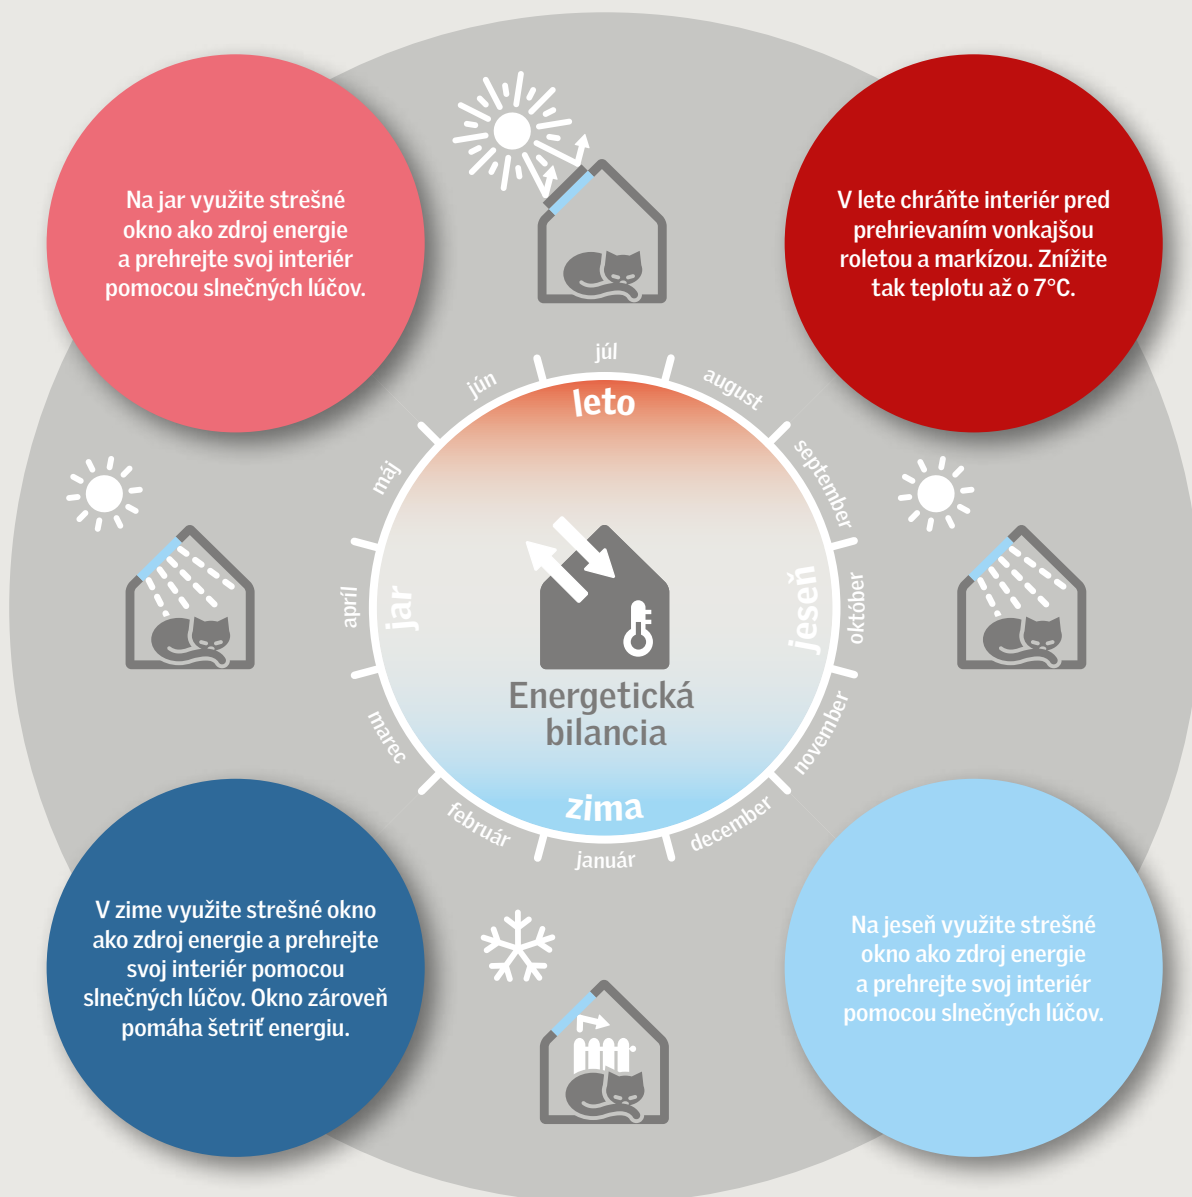 Na jar využite strešné
okno ako zdroj energie
a prehrejte svoj interiér
pomocou slnečných lúčov.
V lete chráňte interiér pred
prehrievaním vonkajšou
roletou a markízou. Znížite
tak teplotu až o 7°C.
júl
august
september
október
november
december
január
február
marec
apríl
máj
jún
leto
jeseň
zima
jar
Energetická
bilancia
V zime využite strešné okno
ako zdroj energie a prehrejte
svoj interiér pomocou
slnečných lúčov. Okno zároveň
pomáha šetriť energiu.
Na jeseň využite strešné
okno ako zdroj energie
a prehrejte svoj interiér
pomocou slnečných lúčov.